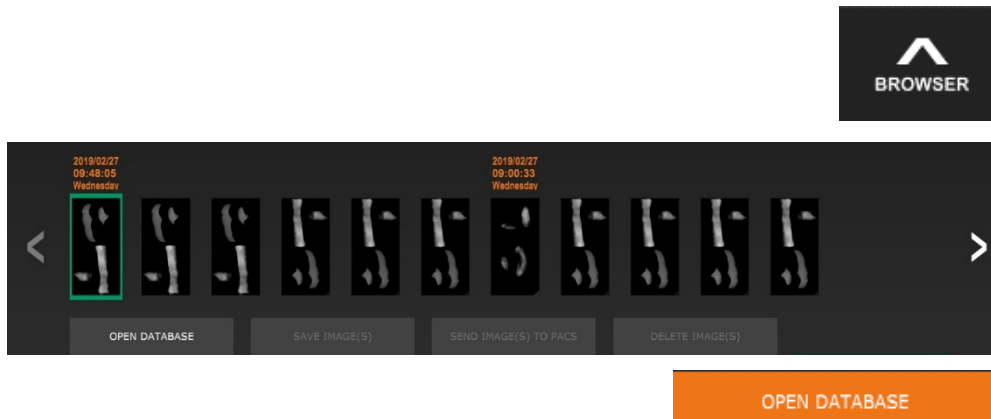 BROWSER
2019/02/27
09:48:05
Wednesday
2019/02/27
09:00:33
Wednesday
OPEN DATABASE
SAVE IMAGE(S)
SEND IMAGE(S) TO PACS
DELETE IMAGE(S)
OPEN DATABASE